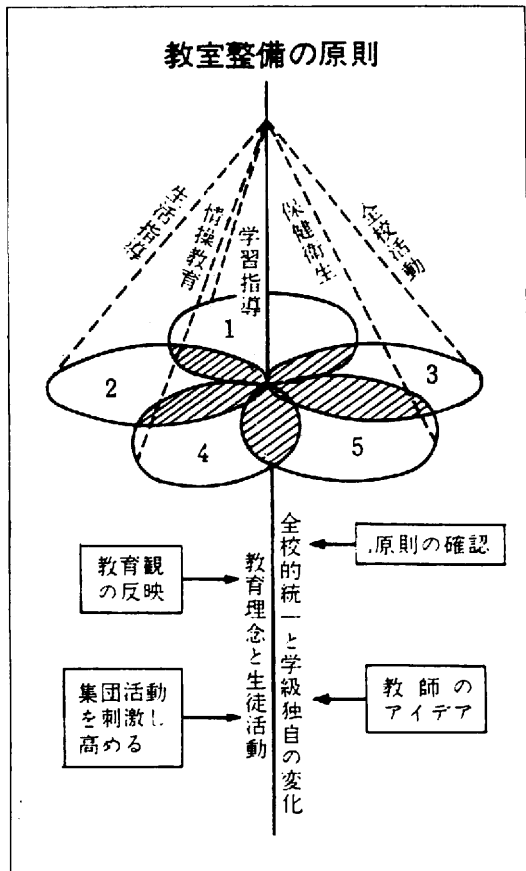 教室整備の原則
生活指導
情操教育
学習指導
保健衛生
全校活動
1
2
3
4
5
教育理念と生徒活動
全校的統一と学級独自の変化
教育観
の反映
原則の確認
集団活動
を刺激し
高める
教師の
アイデア